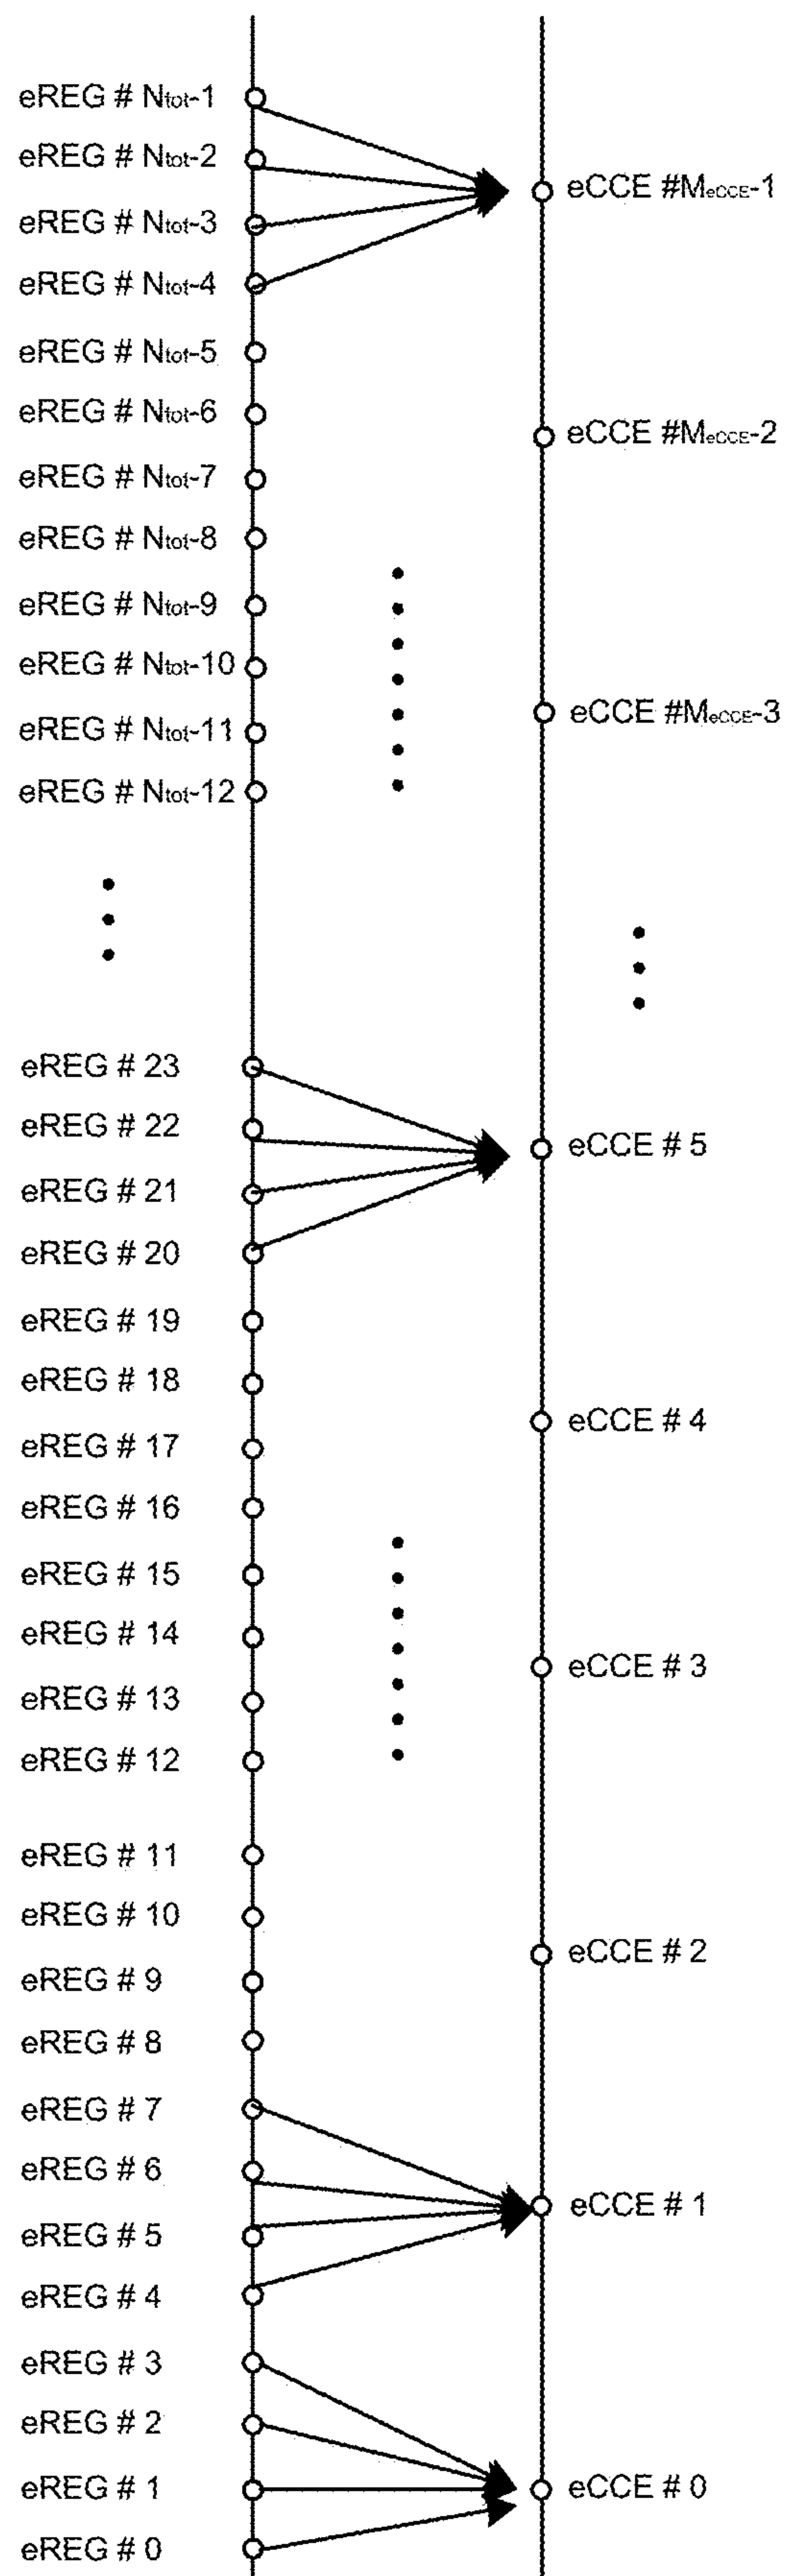 eREG # Ntot-1
eREG # Ntot-2
eCCE #MeCCE-1
eREG # Ntot-3
eREG # Ntot-4
eREG # Ntot-5
eREG # Ntot-6
eCCE #MeCCE-2
eREG # Ntot-7
eREG # Ntot-8
eREG # Ntot-9
eREG # Ntot-10
eCCE #MeCCE-3
eREG # Ntot-11
eREG # Ntot-12
eREG # 23
eREG # 22
eCCE # 5
eREG # 21
eREG # 20
eREG # 19
eREG # 18
eCCE # 4
eREG # 17
eREG # 16
eREG # 15
eREG # 14
eCCE # 3
eREG # 13
eREG # 12
eREG # 11
eREG # 10
eCCE # 2
eREG # 9
eREG # 8
eREG # 7
eREG # 6
eCCE # 1
eREG # 5
eREG # 4
eREG # 3
eREG # 2
eREG # 1
eCCE # 0
eREG # 0